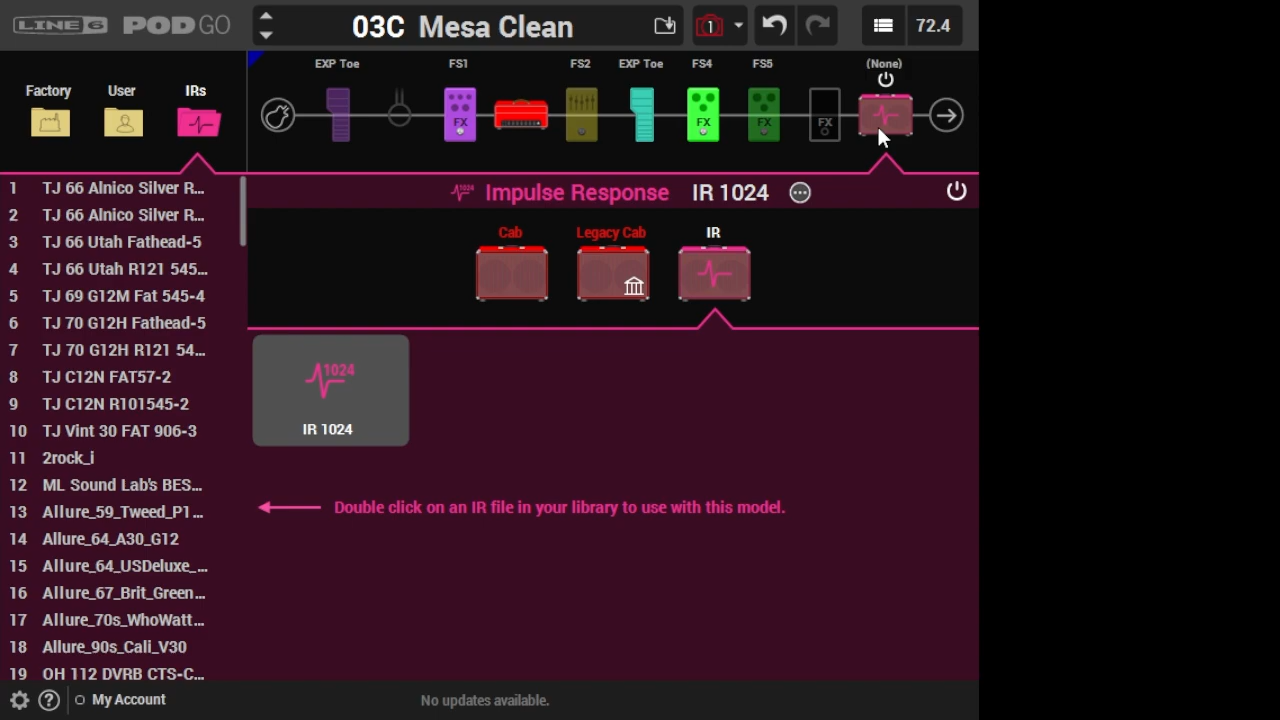 LINE 6 POD GO
03C Mesa Clean
1
72.4
Factory User IRs
EXP Toe FS1 FS2 EXP Toe FS4 FS5 (None)
FX FX FX FX
Impulse Response IR 1024
Cab Legacy Cab IR
1024
IR 1024
Double click on an IR file in your library to use with this model.
1 TJ 66 Alnico Silver R...
2 TJ 66 Alnico Silver R...
3 TJ 66 Utah Fathead-5
4 TJ 66 Utah R121 545...
5 TJ 69 G12M Fat 545-4
6 TJ 70 G12H Fathead-5
7 TJ 70 G12H R121 54...
8 TJ C12N FAT57-2
9 TJ C12N R101545-2
10 TJ Vint 30 FAT 906-3
11 2rock_i
12 ML Sound Lab's BES...
13 Allure_59_Tweed_P1...
14 Allure_64_A30_G12
15 Allure_64_USDeluxe_...
16 Allure_67_Brit_Green...
17 Allure_70s_WhoWatt...
18 Allure_90s_Cali_V30
19 OH 112 DVRB CTS-C...
My Account
No updates available.